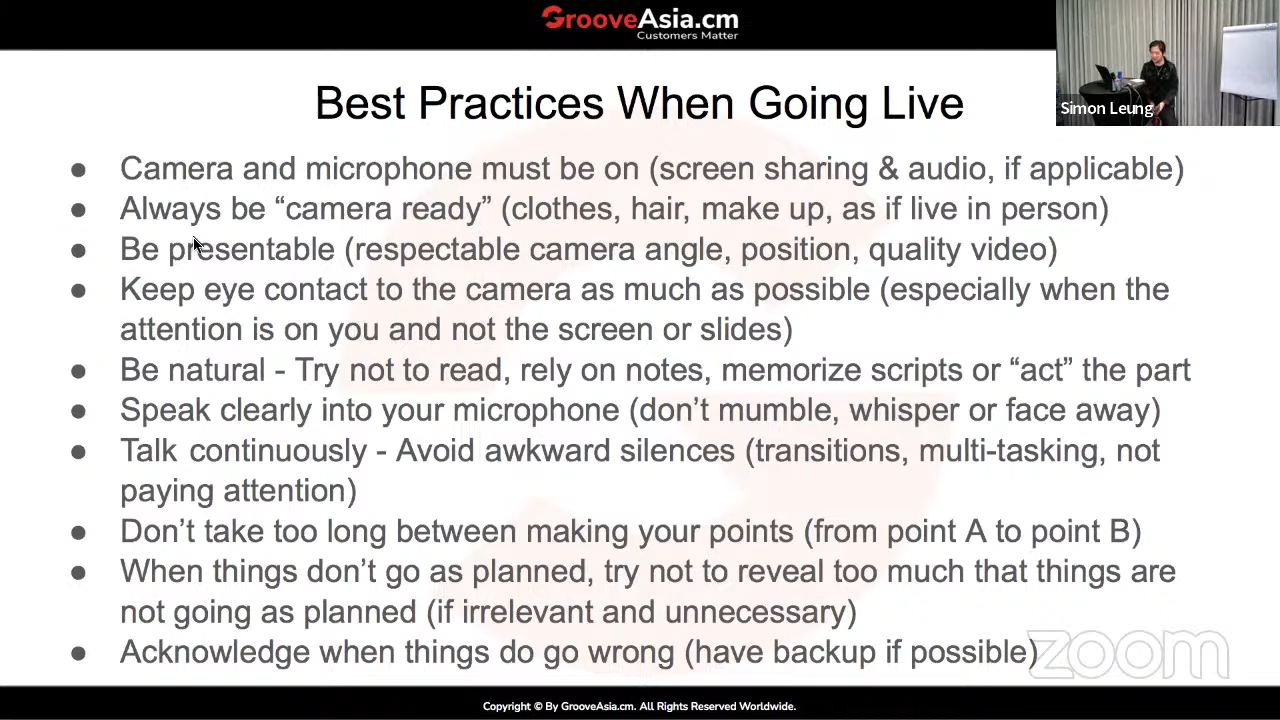 GrooveAsia.cm
Customers Matter
Simon Leung
Best Practices When Going Live
● Camera and microphone must be on (screen sharing & audio, if applicable)
● Always be “camera ready” (clothes, hair, make up, as if live in person)
● Be presentable (respectable camera angle, position, quality video)
● Keep eye contact to the camera as much as possible (especially when the
attention is on you and not the screen or slides)
● Be natural - Try not to read, rely on notes, memorize scripts or “act” the part
● Speak clearly into your microphone (don’t mumble, whisper or face away)
● Talk continuously - Avoid awkward silences (transitions, multi-tasking, not
paying attention)
● Don’t take too long between making your points (from point A to point B)
● When things don’t go as planned, try not to reveal too much that things are
not going as planned (if irrelevant and unnecessary)
● Acknowledge when things do go wrong (have backup if possible)
zoom
Copyright © By GrooveAsia.cm. All Rights Reserved Worldwide.